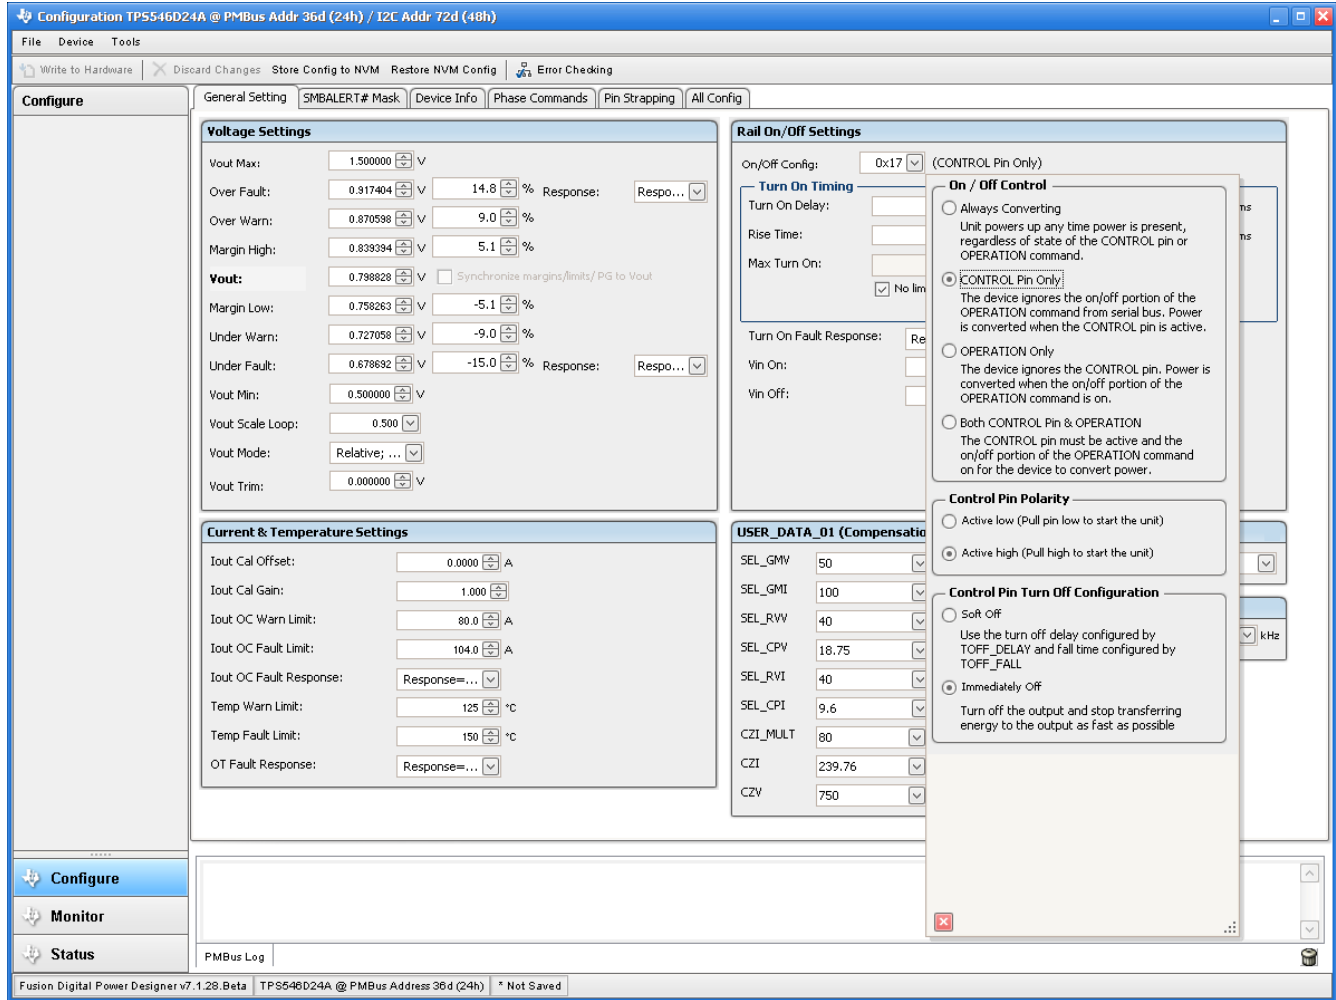 Configuration TPS546D24A @ PMBus Addr 36d (24h) / I2C Addr 72d (48h)
File Device Tools
Write to Hardware Discard Changes Store Config to NVM Restore NVM Config Error Checking
Configure
General Setting SMBALERT# Mask Device Info Phase Commands Pin Strapping All Config
Voltage Settings
Vout Max: 1.500000 V
Over Fault: 0.917404 V 14.8 % Response: Respo...
Over Warn: 0.870598 V 9.0 %
Margin High: 0.839394 V 5.1 %
Vout: 0.798828 V Synchronize margins/limits/ PG to Vout
Margin Low: 0.758263 V -5.1 %
Under Warn: 0.727058 V -9.0 %
Under Fault: 0.678692 V -15.0 % Response: Respo...
Vout Min: 0.500000 V
Vout Scale Loop: 0.500
Vout Mode: Relative; ...
Vout Trim: 0.000000 V
Rail On/Off Settings
On/Off Config: 0x17 (CONTROL Pin Only)
Turn On Timing
Turn On Delay: ms
Rise Time: ms
Max Turn On:
No lim
Turn On Fault Response: Re
Vin On:
Vin Off:
On / Off Control
Always Converting
Unit powers up any time power is present,
regardless of state of the CONTROL pin or
OPERATION command.
CONTROL Pin Only
The device ignores the on/off portion of the
OPERATION command from serial bus. Power
is converted when the CONTROL pin is active.
OPERATION Only
The device ignores the CONTROL pin. Power is
converted when the on/off portion of the
OPERATION command is on.
Both CONTROL Pin & OPERATION
The CONTROL pin must be active and the
on/off portion of the OPERATION command
on for the device to convert power.
Control Pin Polarity
Active low (Pull pin low to start the unit)
Active high (Pull high to start the unit)
Control Pin Turn Off Configuration
Soft Off
Use the turn off delay configured by
TOFF_DELAY and fall time configured by
TOFF_FALL
Immediately Off
Turn off the output and stop transferring
energy to the output as fast as possible
Current & Temperature Settings
Iout Cal Offset: 0.0000 A
Iout Cal Gain: 1.000
Iout OC Warn Limit: 80.0 A
Iout OC Fault Limit: 104.0 A
Iout OC Fault Response: Response=...
Temp Warn Limit: 125 °C
Temp Fault Limit: 150 °C
OT Fault Response: Response=...
USER_DATA_01 (Compensatio
SEL_GMV 50
SEL_GMI 100
SEL_RVV 40
SEL_CPV 18.75
SEL_RVI 40
SEL_CPI 9.6
CZI_MULT 80
CZI 239.76
CZV 750
kHz
Configure
Monitor
Status
PMBus Log
Fusion Digital Power Designer v7.1.28.Beta TPS546D24A @ PMBus Address 36d (24h) * Not Saved